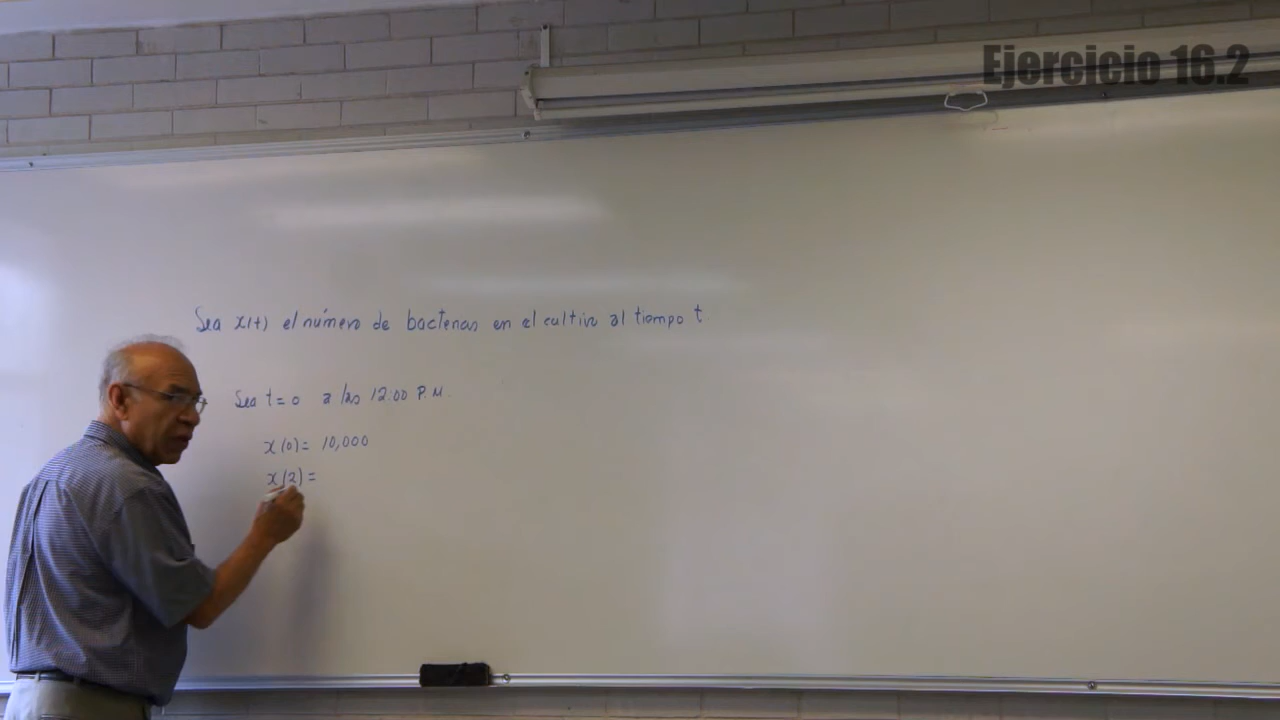 Ejercicio 16.2
Sea x(t) el número de bacterias en el cultivo al tiempo t
Sea t=0 a las 12:00 P.M.
x(0)= 10,000
x(2)=